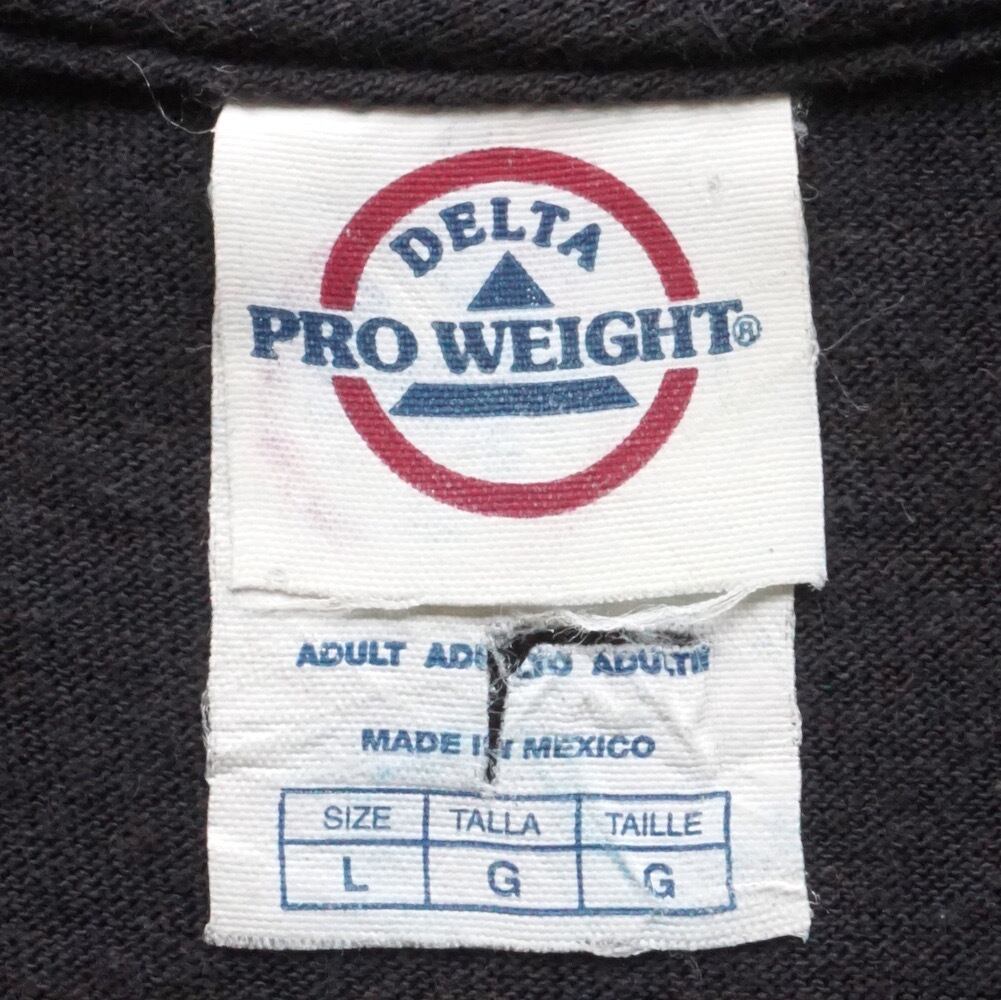 DELTA
PRO WEIGHT®
ADULT
MADE IN MEXICO
SIZE TALLA TAILLE
L G G